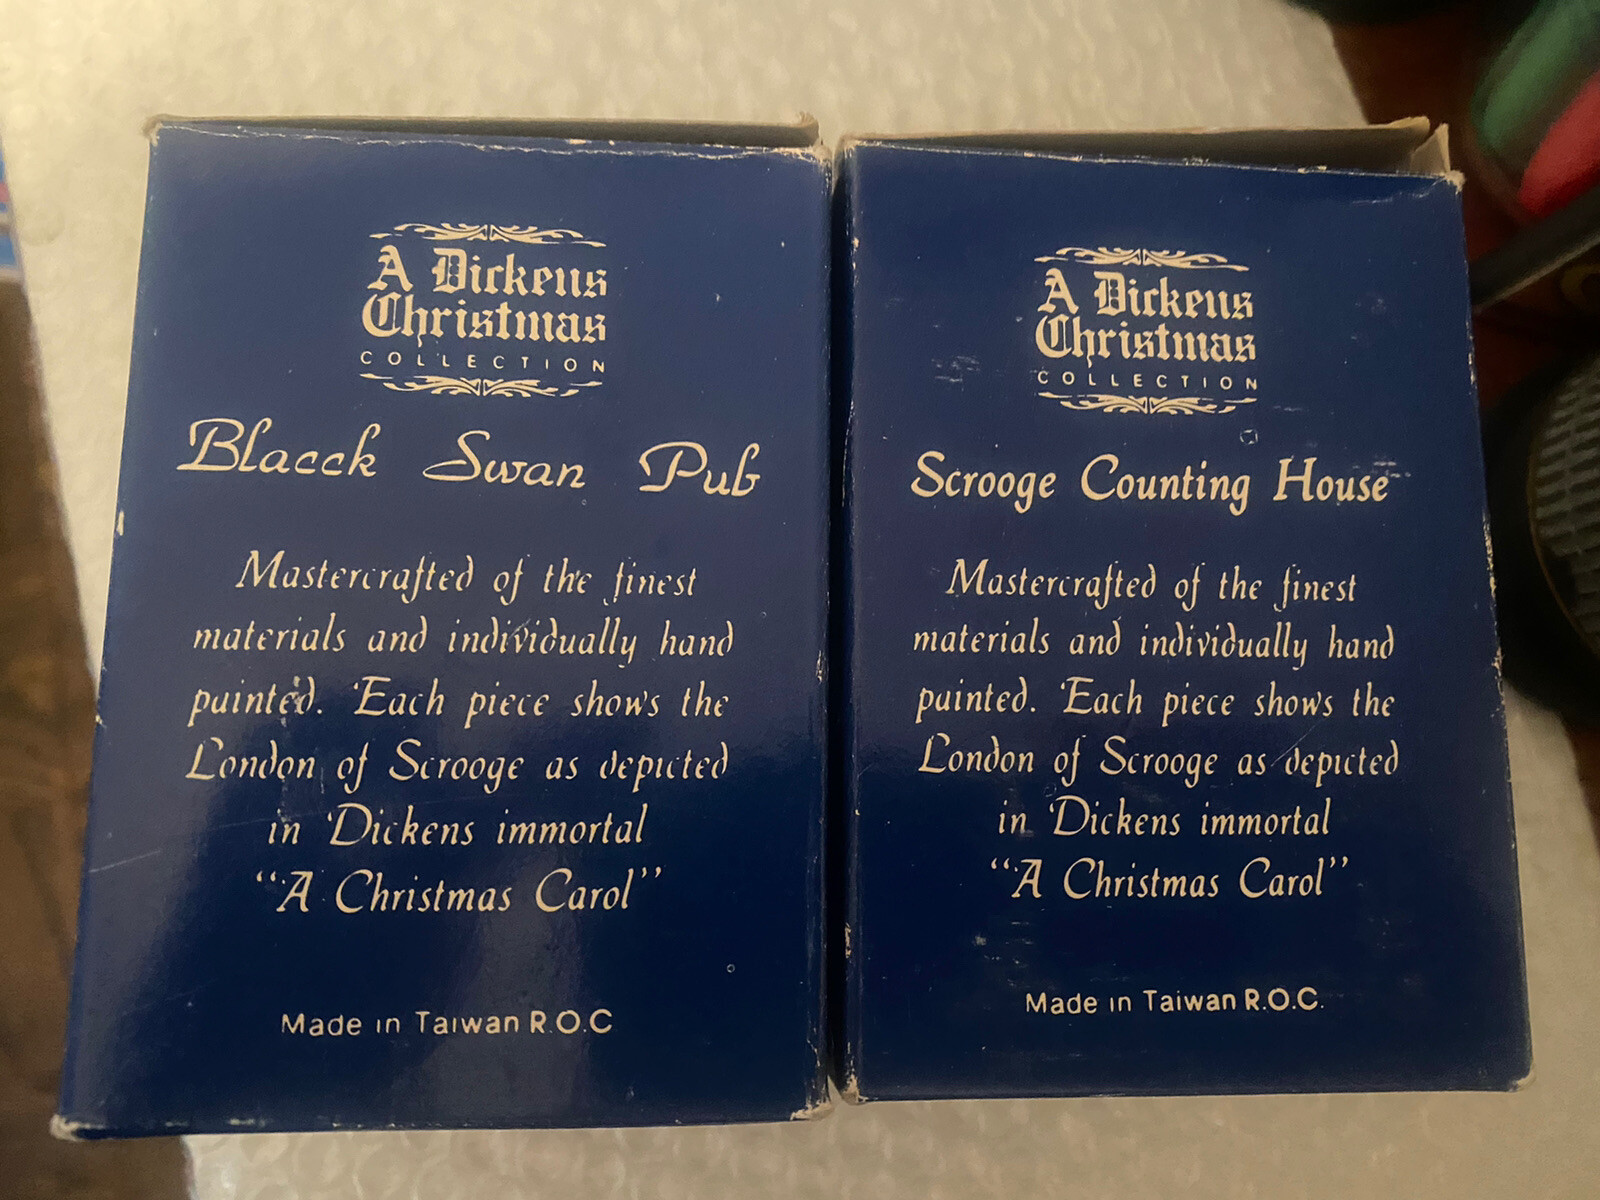 A Dickens
Christmas
COLLECTION
Blacck Swan Pub
Mastercrafted of the finest
materials and individually hand
painted. Each piece shows the
London of Scrooge as depicted
in Dickens immortal
“A Christmas Carol”
Made in Taiwan R.O.C
A Dickens
Christmas
COLLECTION
Scrooge Counting House
Mastercrafted of the finest
materials and individually hand
painted. Each piece shows the
London of Scrooge as depicted
in Dickens immortal
“A Christmas Carol”
Made in Taiwan R.O.C.